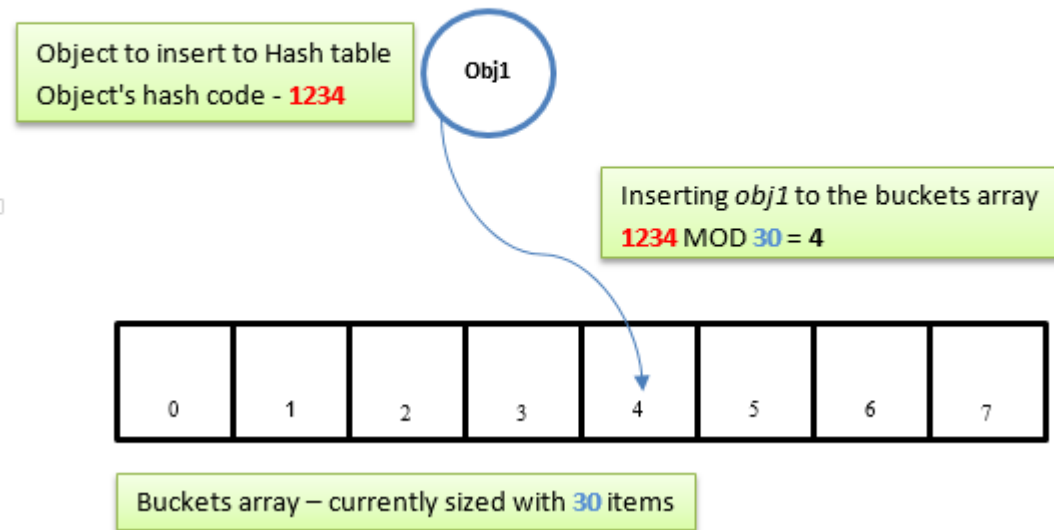 Object to insert to Hash table
Object's hash code - 1234
Obj1
Inserting obj1 to the buckets array
1234 MOD 30 = 4
0 1 2 3 4 5 6 7
Buckets array – currently sized with 30 items